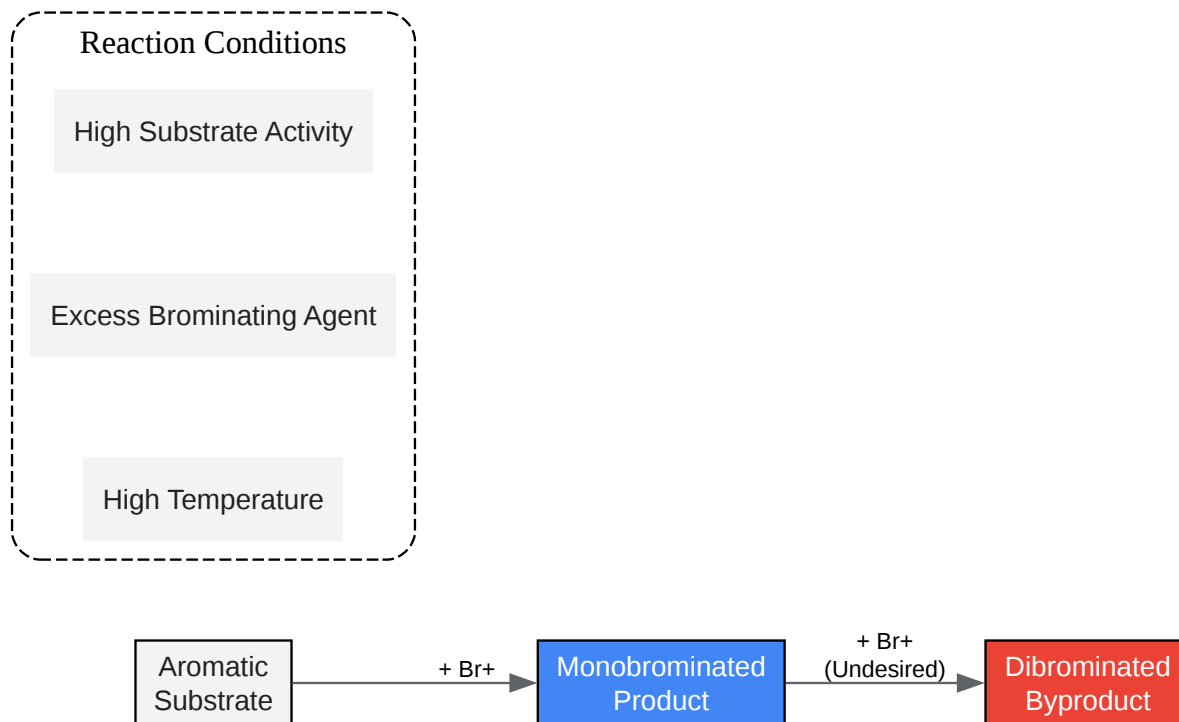 Reaction Conditions
High Substrate Activity
Excess Brominating Agent
High Temperature
Aromatic
Substrate
+ Br+
Monobrominated
Product
+ Br+
(Undesired)
Dibrominated
Byproduct